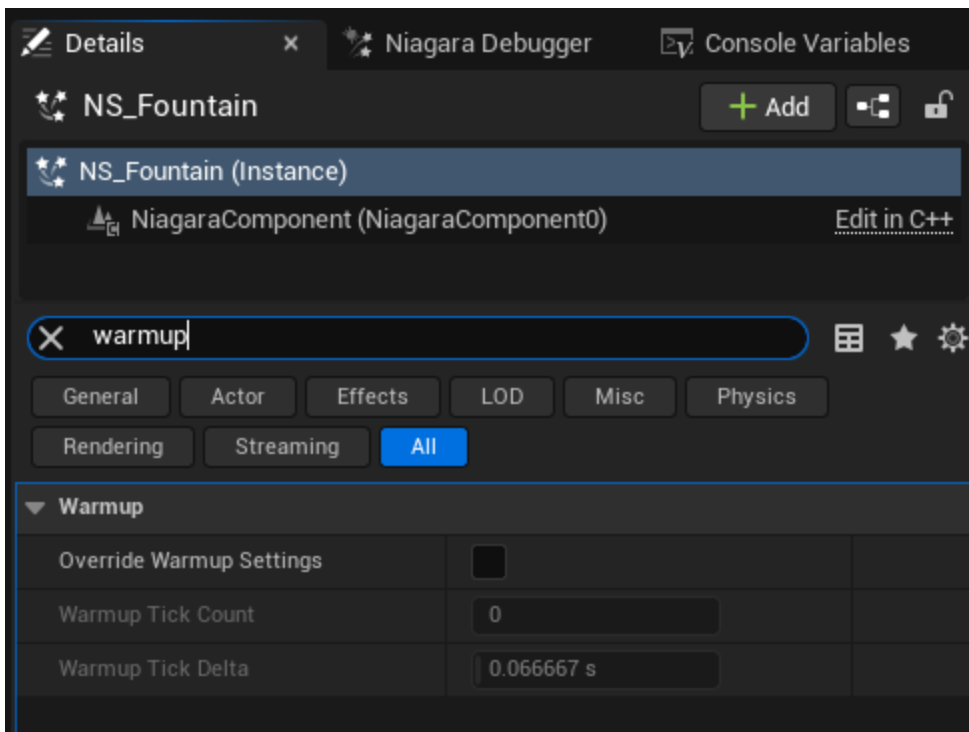 Details Niagara Debugger Console Variables
NS_Fountain Add
NS_Fountain (Instance)
NiagaraComponent (NiagaraComponent0) Edit in C++
warmup
General Actor Effects LOD Misc Physics
Rendering Streaming All
Warmup
Override Warmup Settings
Warmup Tick Count 0
Warmup Tick Delta 0.066667 s